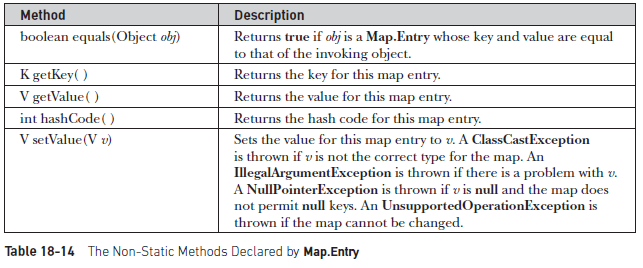 Method Description
boolean equals(Object obj) Returns true if obj is a Map.Entry whose key and value are equal
to that of the invoking object.
K getKey( ) Returns the key for this map entry.
V getValue( ) Returns the value for this map entry.
int hashCode( ) Returns the hash code for this map entry.
V setValue(V v) Sets the value for this map entry to v. A ClassCastException
is thrown if v is not the correct type for the map. An
IllegalArgumentException is thrown if there is a problem with v.
A NullPointerException is thrown if v is null and the map does
not permit null keys. An UnsupportedOperationException is
thrown if the map cannot be changed.
Table 18-14 The Non-Static Methods Declared by Map.Entry